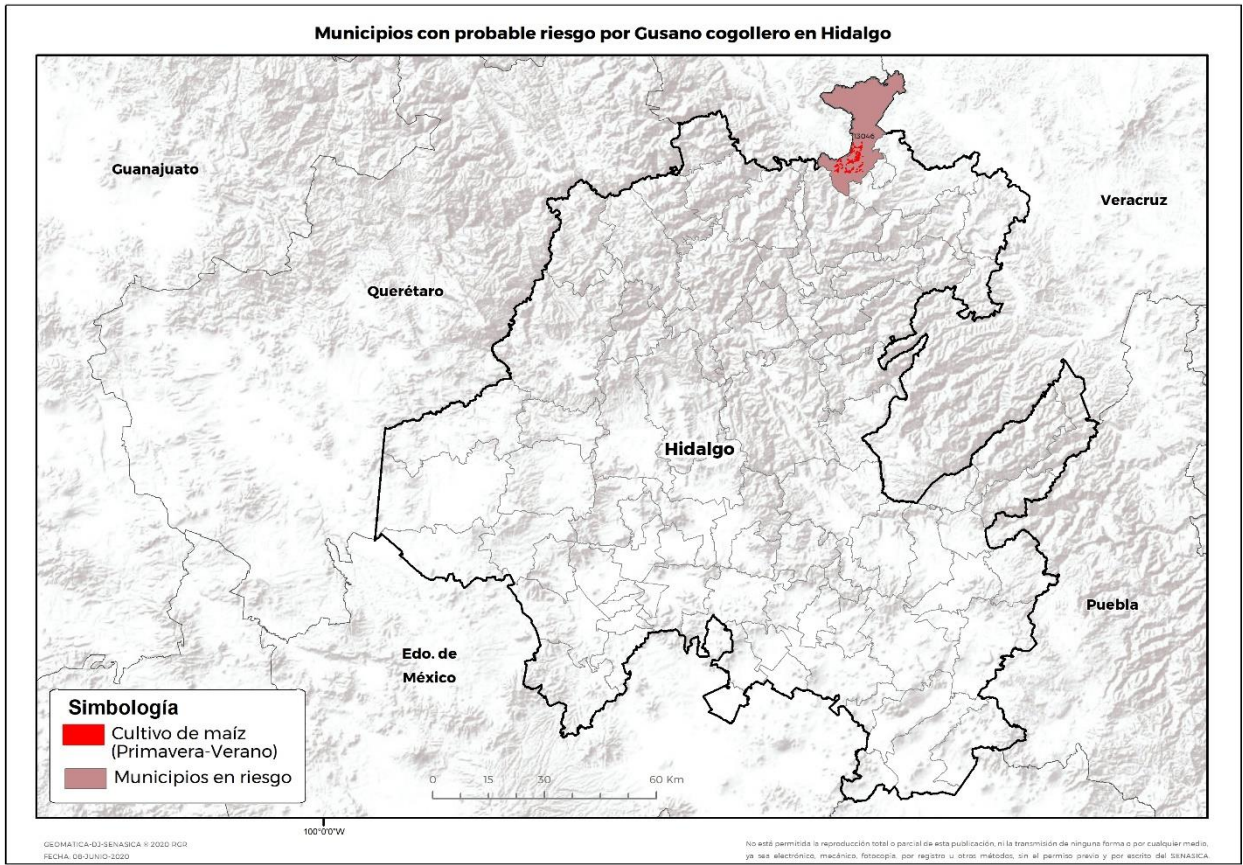 Municipios con probable riesgo por Gusano cogollero en Hidalgo
13046
Guanajuato
Veracruz
Querétaro
Hidalgo
Puebla
Edo. de
México
Simbología
Cultivo de maíz
(Primavera-Verano)
Municipios en riesgo
0 15 30 60 Km
100°0'0"W
GEOMATICA-DJ-SENASICA © 2020 RGR
FECHA: 08-JUNIO-2020
No está permitida la reproducción total o parcial de esta publicación, ni la transmisión de ninguna forma o por cualquier medio,
ya sea electrónico, mecánico, fotocopia, por registro u otros métodos, sin el permiso previo y por escrito del SENASICA